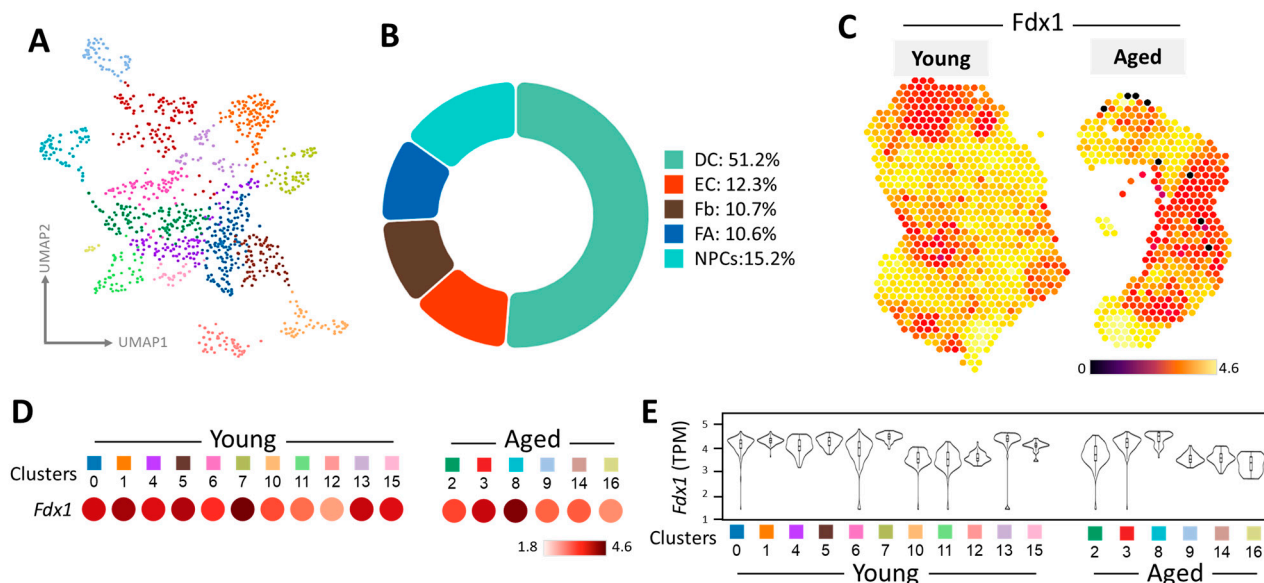 A
UMAP2
UMAP1
B
DC: 51.2%
EC: 12.3%
Fb: 10.7%
FA: 10.6%
NPCs:15.2%
C
Fdx1
Young Aged
0 4.6
D
Young Aged
Clusters
0 1 4 5 6 7 10 11 12 13 15 2 3 8 9 14 16
Fdx1
1.8 4.6
E
Fdx1 (TPM)
5
4
3
2
1
Clusters
0 1 4 5 6 7 10 11 12 13 15 2 3 8 9 14 16
Young Aged